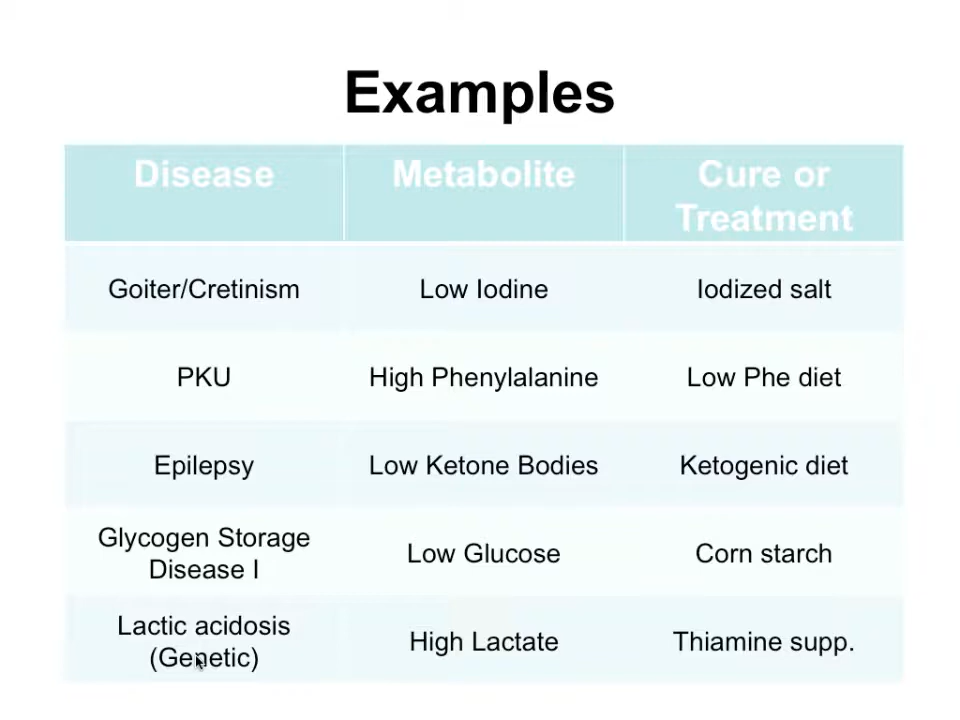 Examples
Disease Metabolite Cure or
Treatment
Goiter/Cretinism Low Iodine Iodized salt
PKU High Phenylalanine Low Phe diet
Epilepsy Low Ketone Bodies Ketogenic diet
Glycogen Storage
Disease I Low Glucose Corn starch
Lactic acidosis
(Genetic) High Lactate Thiamine supp.